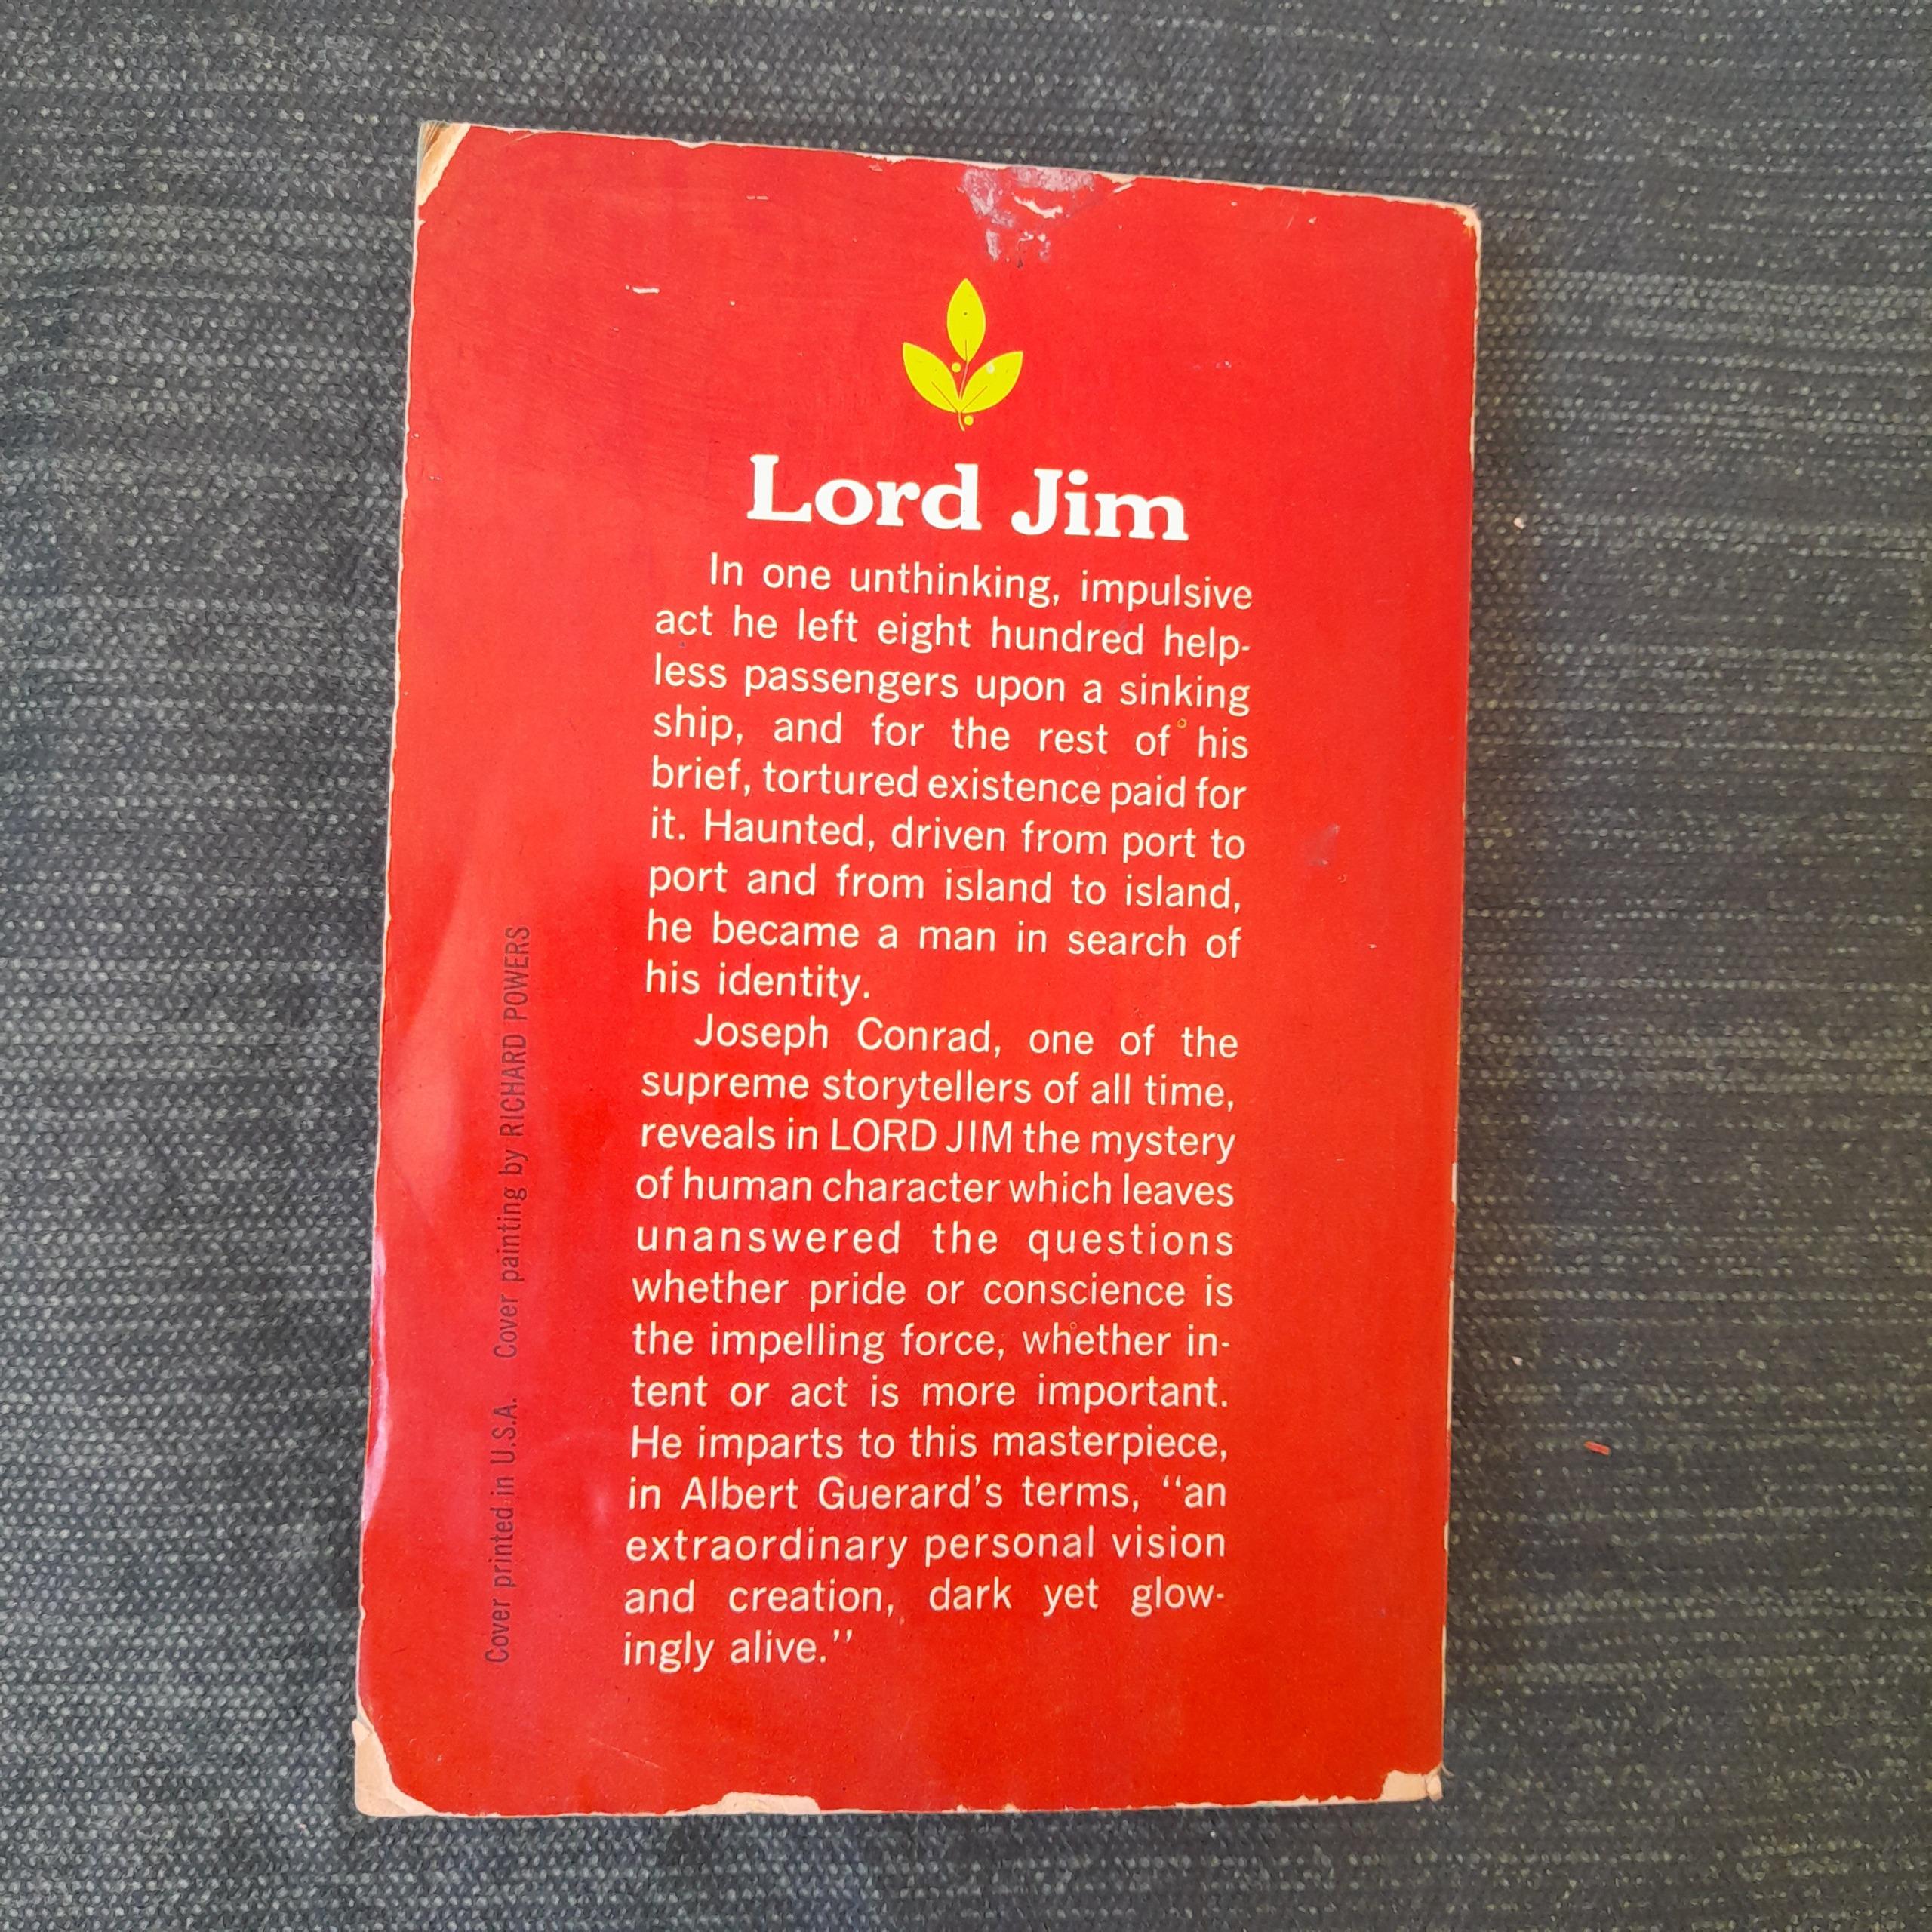 Lord Jim
In one unthinking, impulsive
act he left eight hundred help-
less passengers upon a sinking
ship, and for the rest of his
brief, tortured existence paid for
it. Haunted, driven from port to
port and from island to island,
he became a man in search of
his identity.
Joseph Conrad, one of the
supreme storytellers of all time,
reveals in LORD JIM the mystery
of human character which leaves
unanswered the questions
whether pride or conscience is
the impelling force, whether in-
tent or act is more important.
He imparts to this masterpiece,
in Albert Guerard's terms, “an
extraordinary personal vision
and creation, dark yet glow-
ingly alive.”
Cover printed in U.S.A. Cover painting by RICHARD POWERS